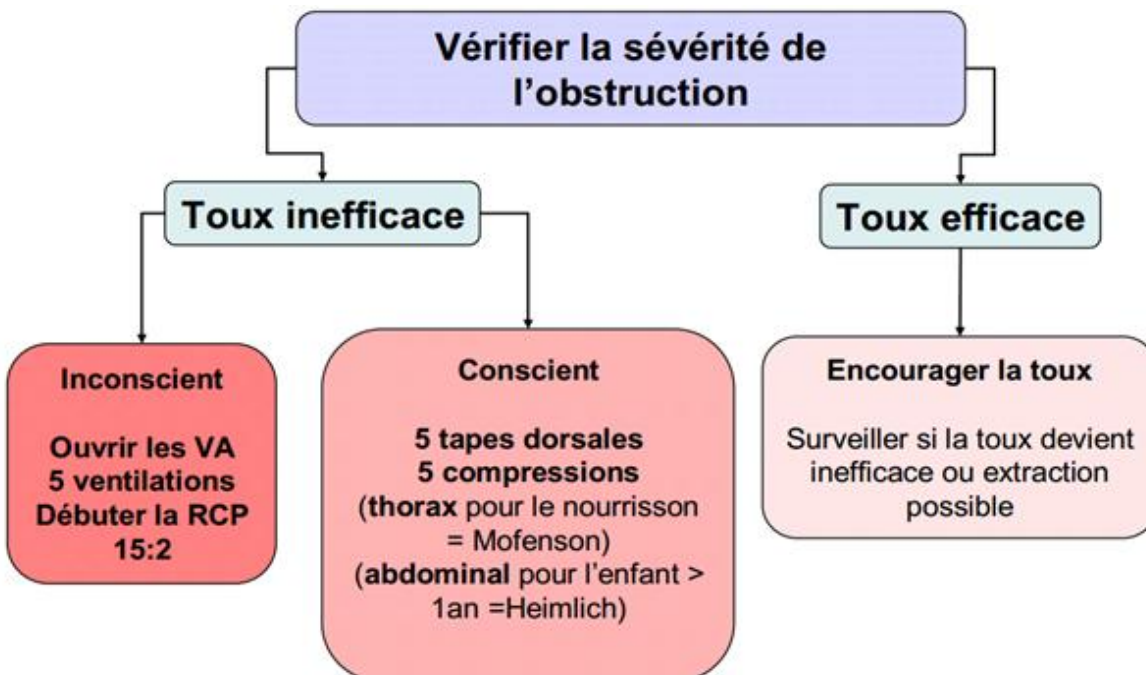 Vérifier la sévérité de
l'obstruction
Toux inefficace
Toux efficace
Inconscient
Ouvrir les VA
5 ventilations
Débuter la RCP
15:2
Conscient
5 tapes dorsales
5 compressions
(thorax pour le nourrisson
= Mofenson)
(abdominal pour l'enfant >
1an =Heimlich)
Encourager la toux
Surveiller si la toux devient
inefficace ou extraction
possible